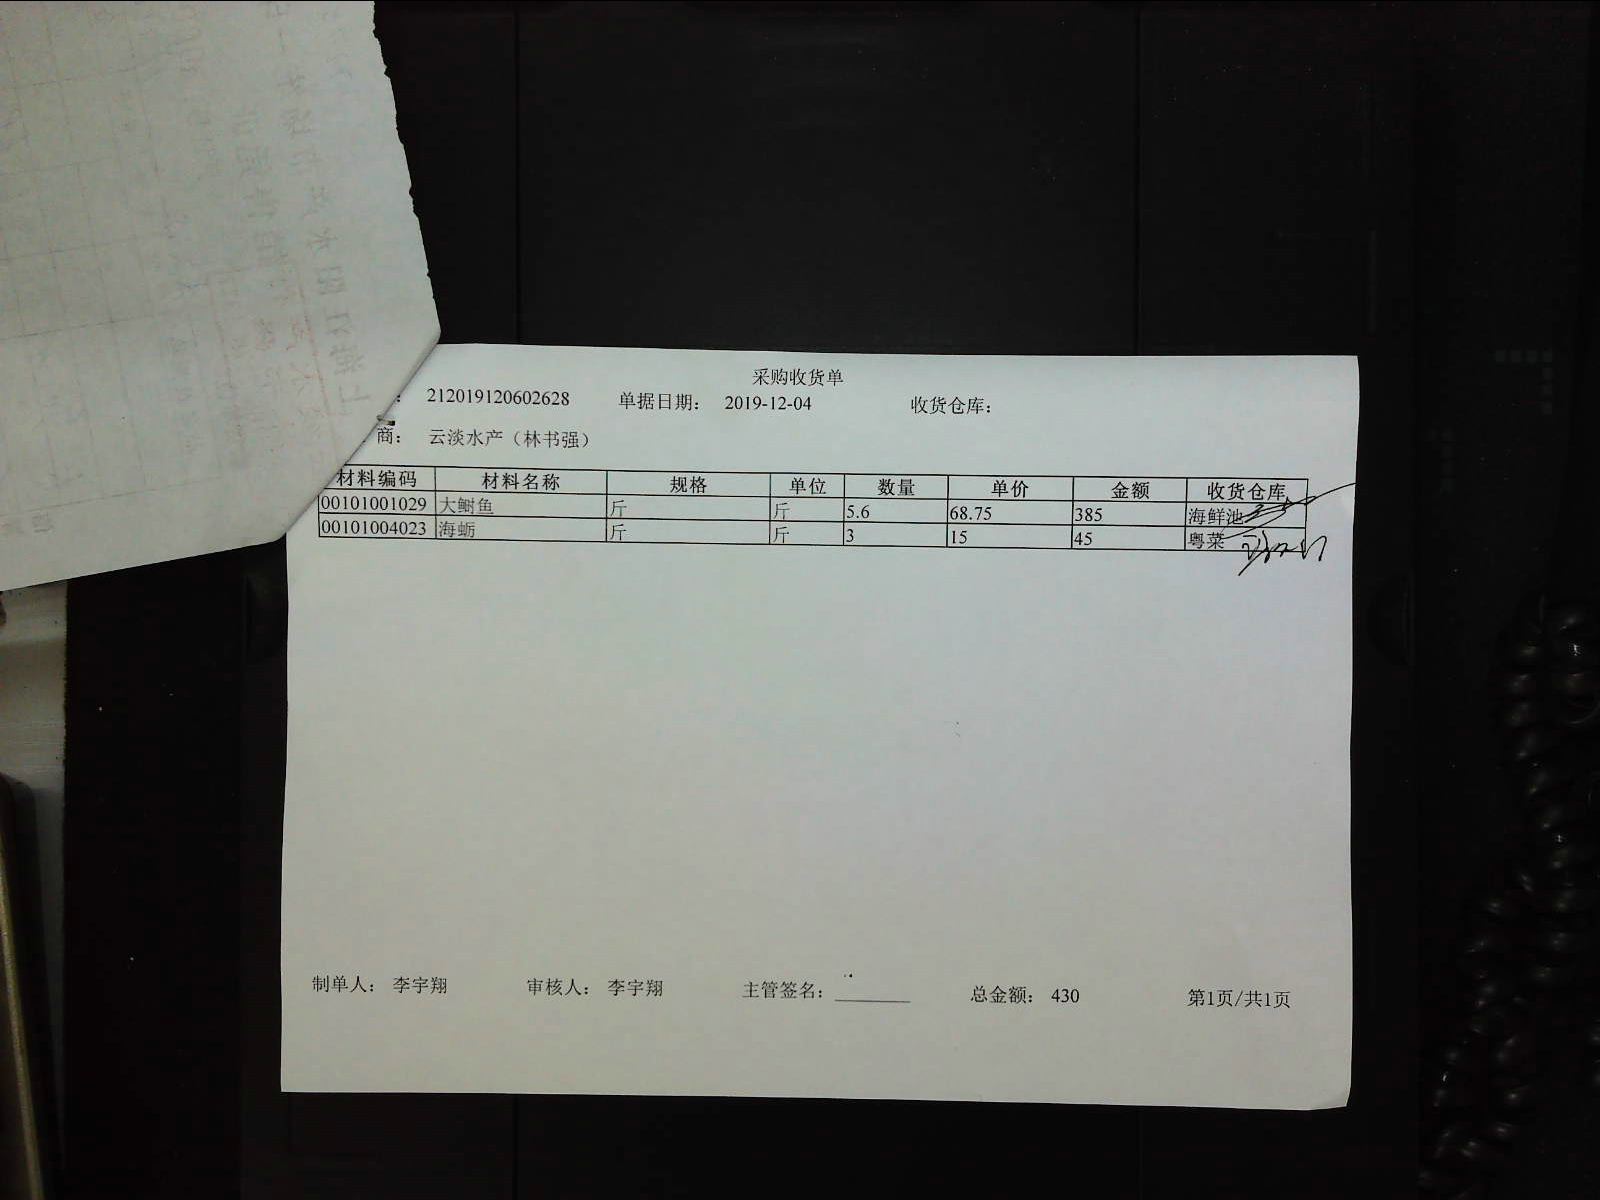 采购收货单
: 212019120602628 单据日期: 2019-12-04 收货仓库:
商: 云淡水产（林书强）
材料编码 材料名称 规格 单位 数量 单价 金额 收货仓库
00101001029 大鲥鱼 斤 斤 5.6 68.75 385 海鲜池
00101004023 海蛎 斤 斤 3 15 45 粤菜
制单人: 李宇翔 审核人: 李宇翔 主管签名: 总金额: 430 第1页/共1页